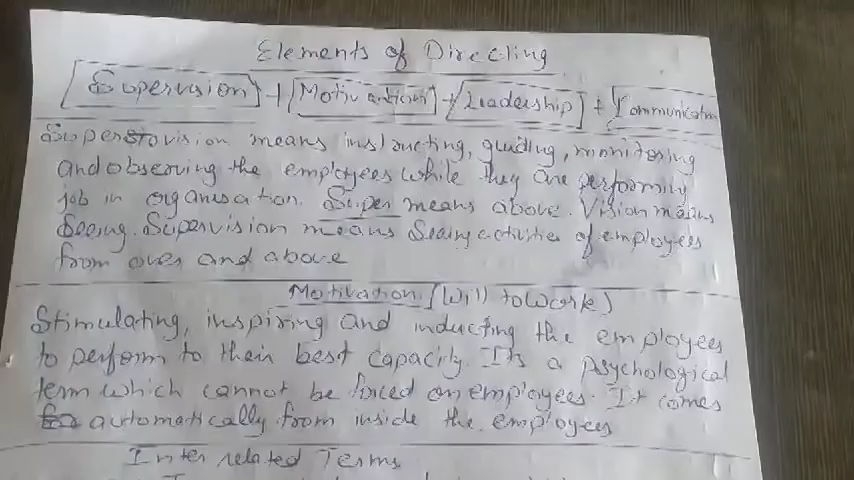 Elements of Directing
Supervision + Motivation + Leadership + Communication
Supervision means instructing, guiding, monitoring
and observing the employees while they are performing
job in organisation. Super means above. Vision means
Seeing. Supervision means Seeing activities of employees
from over and above
Motivation (Will to Work)
Stimulating, inspiring and inducting the employees
to perform to their best capacity. Its a psychological
term which cannot be forced on employees. It comes
automatically from inside the employees
Inter related Terms